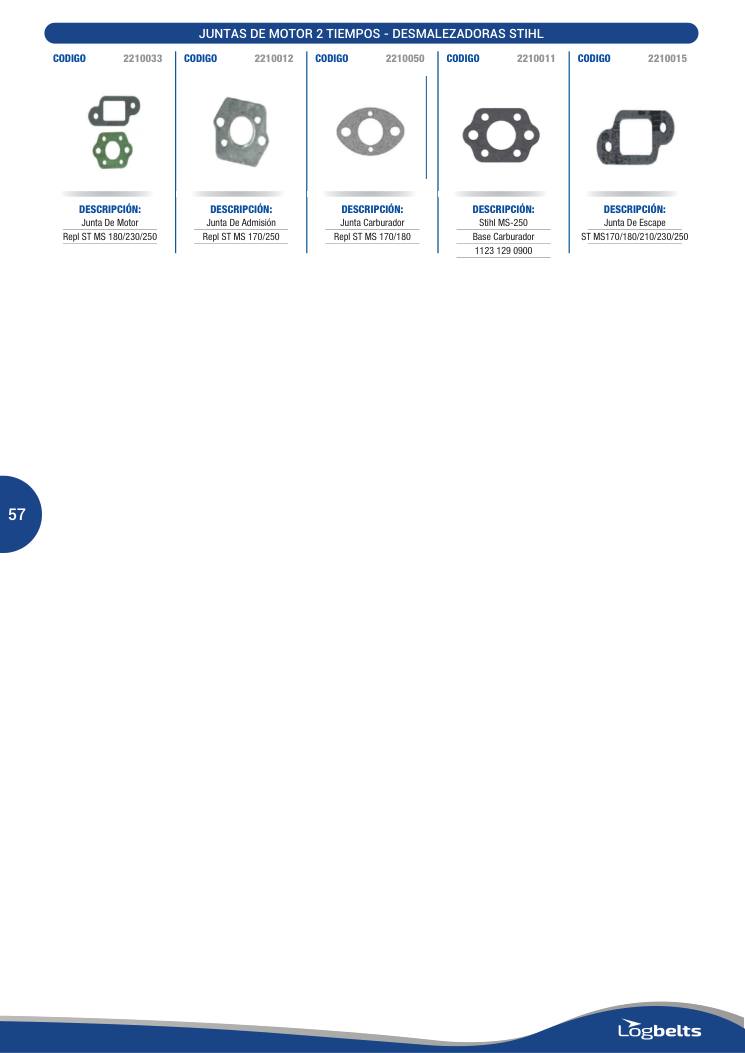 JUNTAS DE MOTOR 2 TIEMPOS - DESMALEZADORAS STIHL
CODIGO 2210033
DESCRIPCIÓN:
Junta De Motor
Repl ST MS 180/230/250
CODIGO 2210012
DESCRIPCIÓN:
Junta De Admisión
Repl ST MS 170/250
CODIGO 2210050
DESCRIPCIÓN:
Junta Carburador
Repl ST MS 170/180
CODIGO 2210011
DESCRIPCIÓN:
Stihl MS-250
Base Carburador
1123 129 0900
CODIGO 2210015
DESCRIPCIÓN:
Junta De Escape
ST MS170/180/210/230/250
57
Logbelts